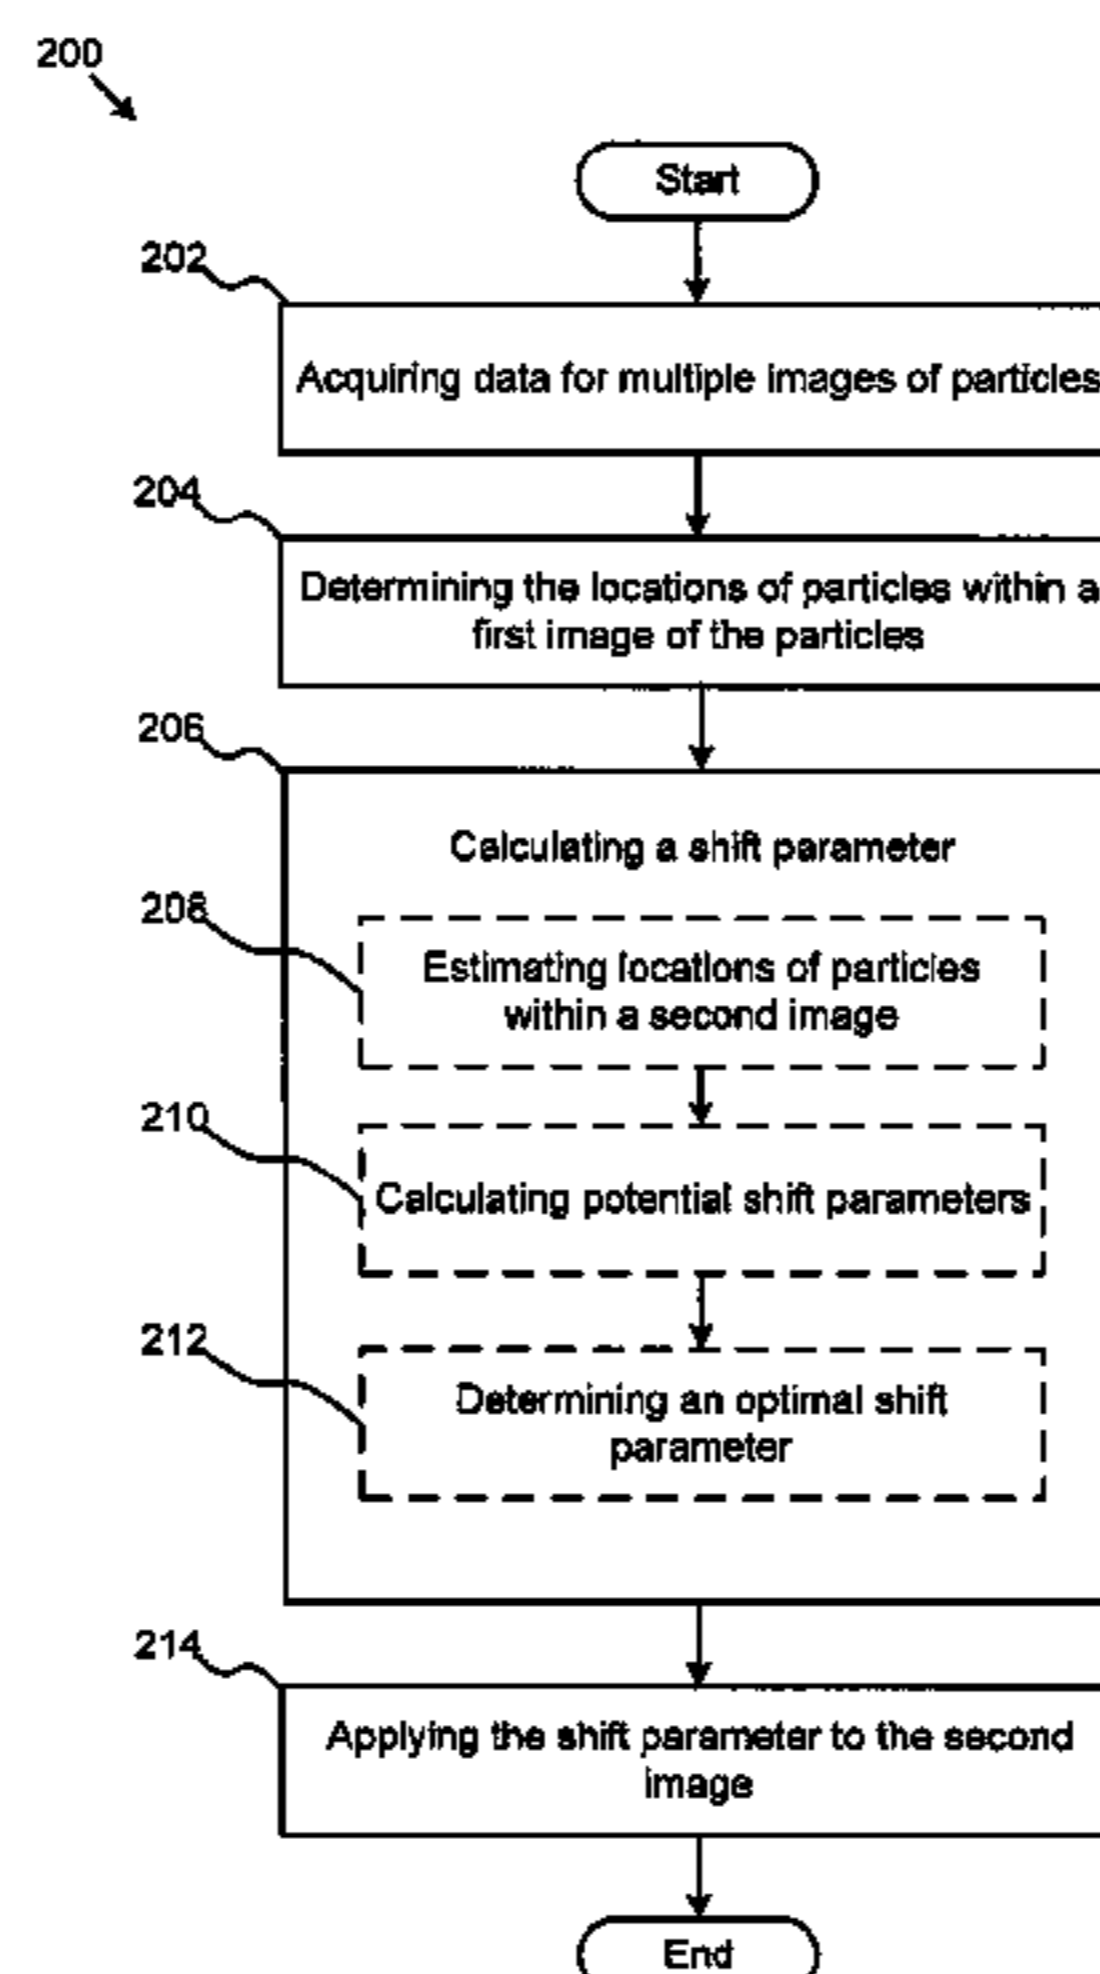 200
Start
202
Acquiring data for multiple images of particles
204
Determining the locations of particles within a
first image of the particles
206
Calculating a shift parameter
208
Estimating locations of particles
within a second image
210
Calculating potential shift parameters
212
Determining an optimal shift
parameter
214
Applying the shift parameter to the second
image
End